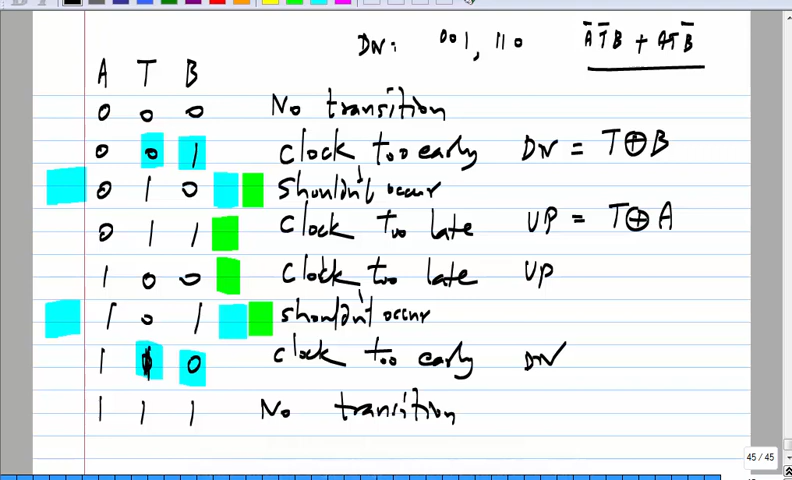 DN: 001, 110 A̅ T̅ B + A T B̅
A T B
0 0 0 No transition
0 0 1 Clock too early DN = T⊕B
0 1 0 Shouldn't occur
0 1 1 Clock too late UP = T⊕A
1 0 0 Clock too late UP
1 0 1 shouldn't occur
1 1 0 clock too early DN
1 1 1 No transition
45 / 45